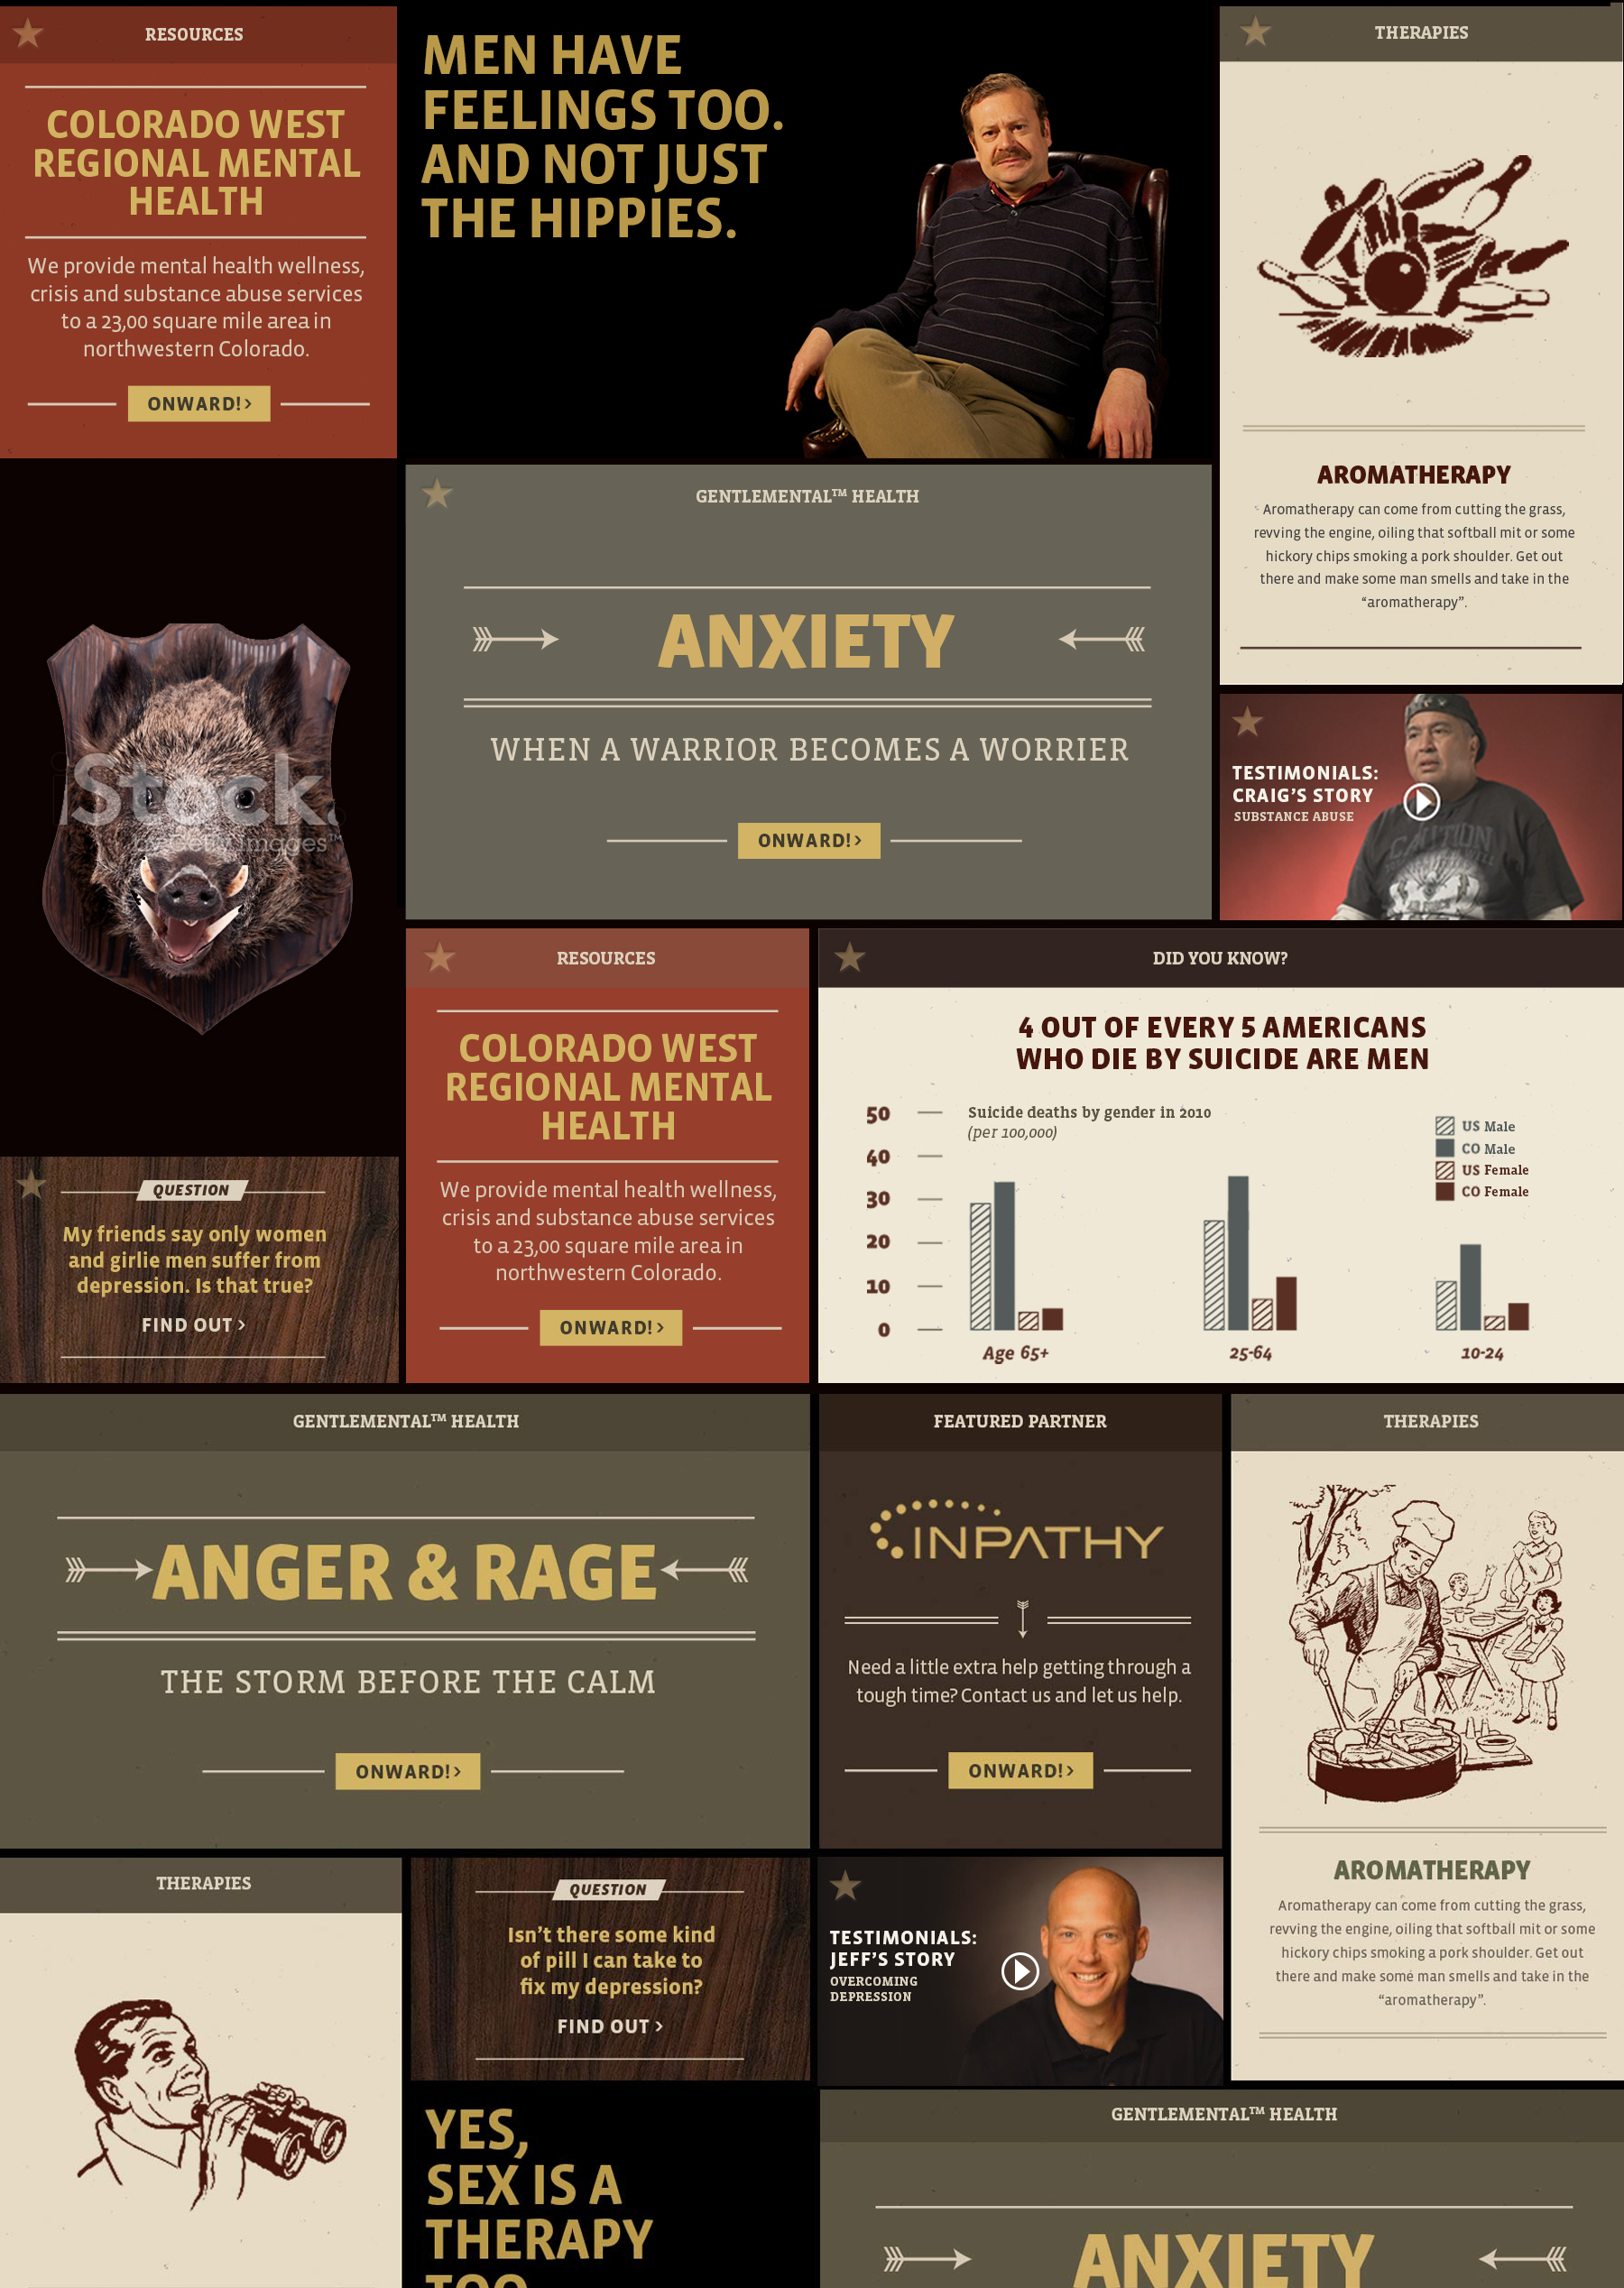 RESOURCES
COLORADO WEST
REGIONAL MENTAL
HEALTH
We provide mental health wellness,
crisis and substance abuse services
to a 23,00 square mile area in
northwestern Colorado.
ONWARD! >
MEN HAVE
FEELINGS TOO.
AND NOT JUST
THE HIPPIES.
THERAPIES
AROMATHERAPY
Aromatherapy can come from cutting the grass,
revving the engine, oiling that softball mit or some
hickory chips smoking a pork shoulder. Get out
there and make some man smells and take in the
“aromatherapy”.
GENTLEMENTAL™ HEALTH
ANXIETY
WHEN A WARRIOR BECOMES A WORRIER
ONWARD! >
iStock.
by Getty Images™
TESTIMONIALS:
CRAIG’S STORY
SUBSTANCE ABUSE
CAUTION
QUESTION
My friends say only women
and girlie men suffer from
depression. Is that true?
FIND OUT >
RESOURCES
COLORADO WEST
REGIONAL MENTAL
HEALTH
We provide mental health wellness,
crisis and substance abuse services
to a 23,00 square mile area in
northwestern Colorado.
ONWARD! >
DID YOU KNOW?
4 OUT OF EVERY 5 AMERICANS
WHO DIE BY SUICIDE ARE MEN
Suicide deaths by gender in 2010
(per 100,000)
50
40
30
20
10
0
US Male
CO Male
US Female
CO Female
Age 65+
25-64
10-24
GENTLEMENTAL™ HEALTH
ANGER & RAGE
THE STORM BEFORE THE CALM
ONWARD! >
FEATURED PARTNER
INPATHY
Need a little extra help getting through a
tough time? Contact us and let us help.
ONWARD! >
THERAPIES
AROMATHERAPY
Aromatherapy can come from cutting the grass,
revving the engine, oiling that softball mit or some
hickory chips smoking a pork shoulder. Get out
there and make some man smells and take in the
“aromatherapy”.
THERAPIES
QUESTION
Isn’t there some kind
of pill I can take to
fix my depression?
FIND OUT >
TESTIMONIALS:
JEFF’S STORY
OVERCOMING
DEPRESSION
YES,
SEX IS A
THERAPY
TOO
GENTLEMENTAL™ HEALTH
ANXIETY